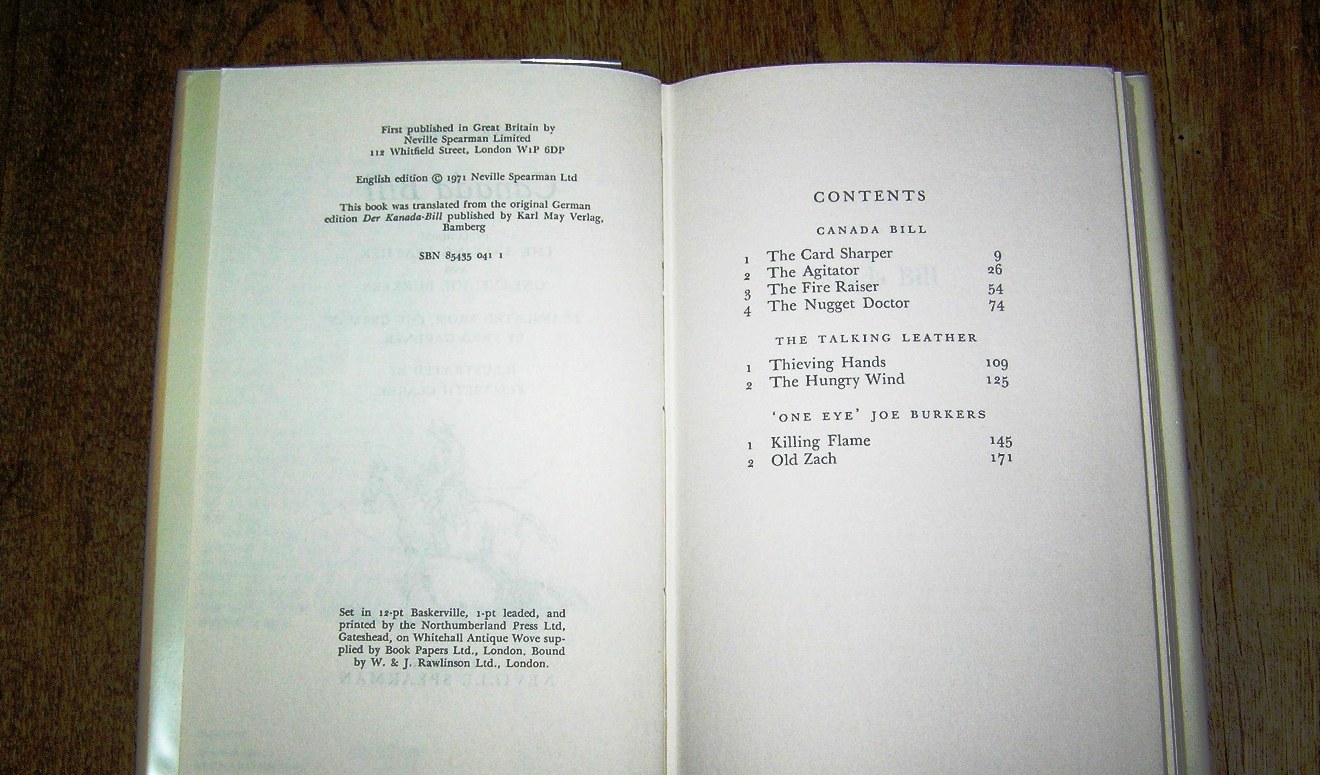 First published in Great Britain by
Neville Spearman Limited
112 Whitfield Street, London W1P 6DP
English edition © 1971 Neville Spearman Ltd
This book was translated from the original German
edition Der Kanada-Bill published by Karl May Verlag,
Bamberg
SBN 85435 041 1
Set in 12-pt Baskerville, 1-pt leaded, and
printed by the Northumberland Press Ltd,
Gateshead, on Whitehall Antique Wove sup-
plied by Book Papers Ltd., London. Bound
by W. & J. Rawlinson Ltd., London.
CONTENTS
CANADA BILL
1 The Card Sharper 9
2 The Agitator 26
3 The Fire Raiser 54
4 The Nugget Doctor 74
THE TALKING LEATHER
1 Thieving Hands 109
2 The Hungry Wind 125
'ONE EYE' JOE BURKERS
1 Killing Flame 145
2 Old Zach 171